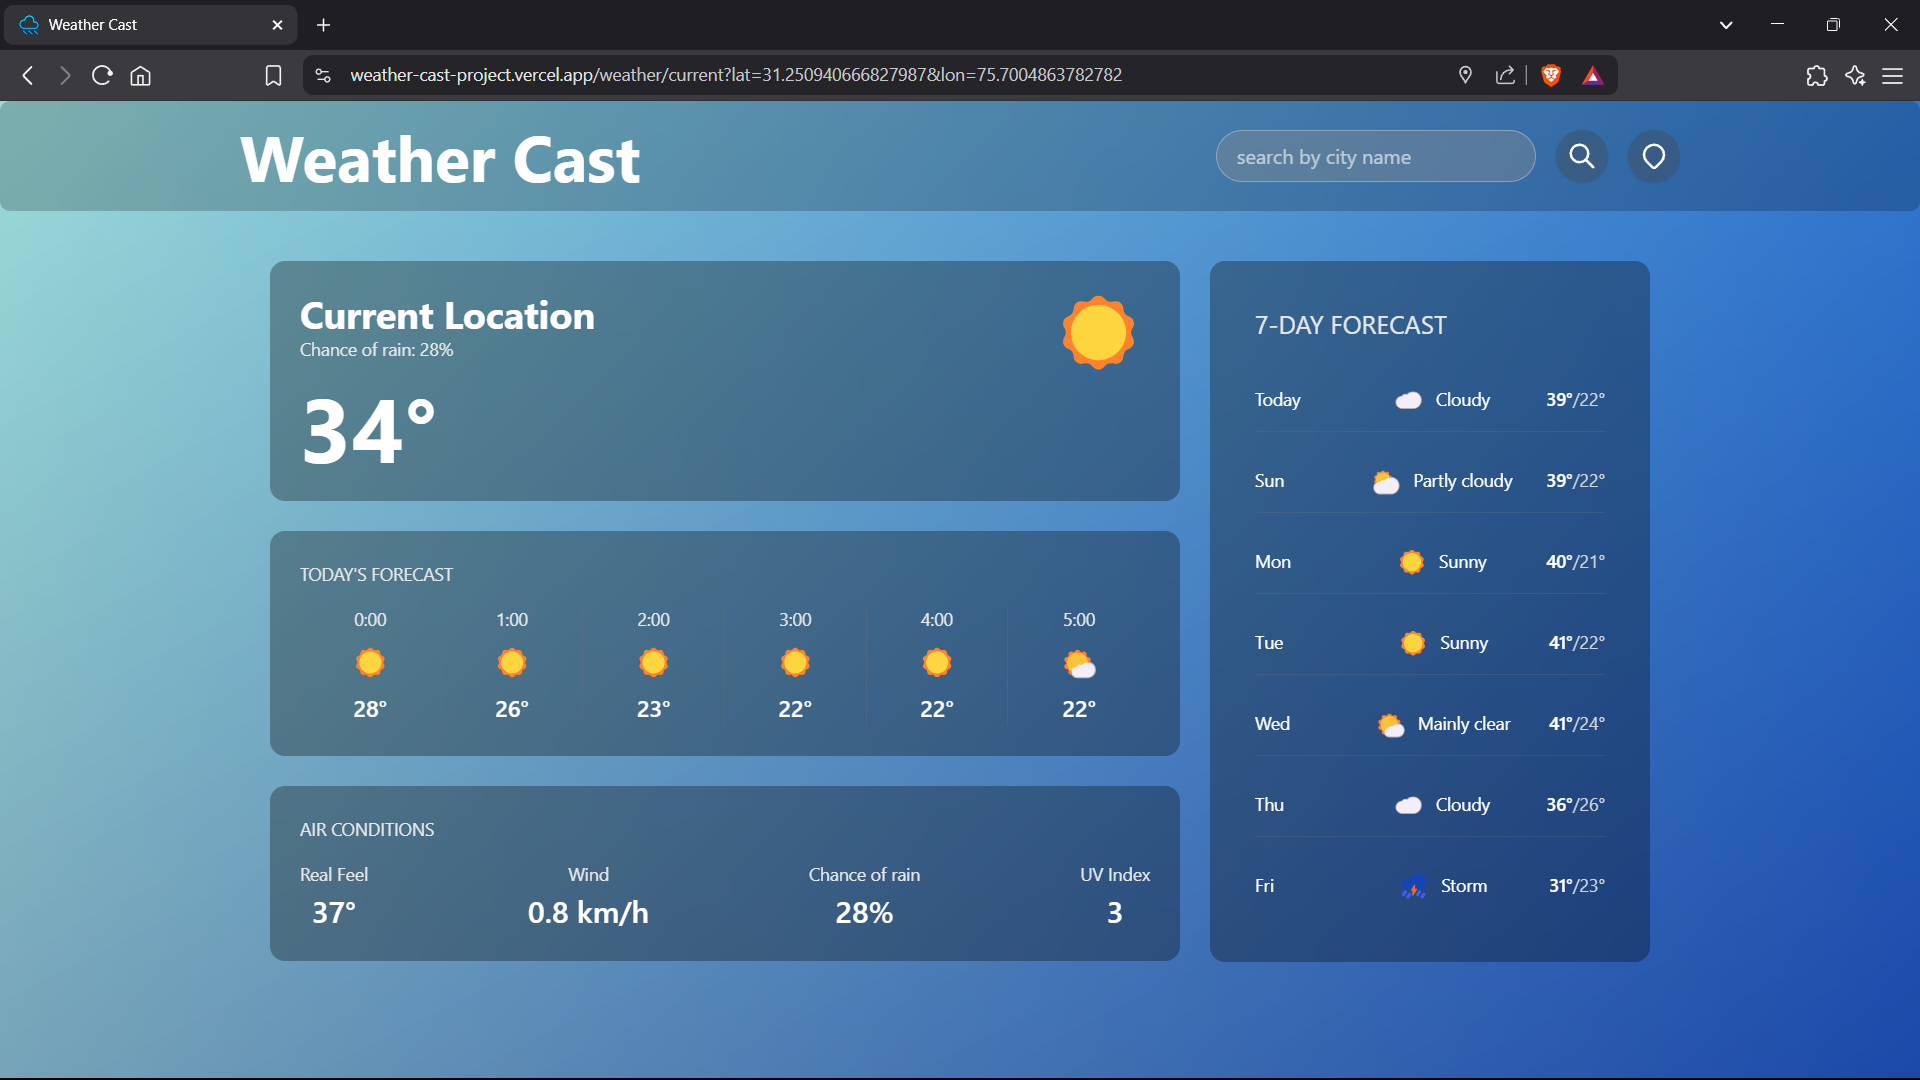 Weather Cast
weather-cast-project.vercel.app/weather/current?lat=31.250940666827987&lon=75.7004863782782
Weather Cast
search by city name
Current Location
Chance of rain: 28%
34°
TODAY'S FORECAST
0:00 1:00 2:00 3:00 4:00 5:00
28° 26° 23° 22° 22° 22°
AIR CONDITIONS
Real Feel Wind Chance of rain UV Index
37° 0.8 km/h 28% 3
7-DAY FORECAST
Today Cloudy 39°/22°
Sun Partly cloudy 39°/22°
Mon Sunny 40°/21°
Tue Sunny 41°/22°
Wed Mainly clear 41°/24°
Thu Cloudy 36°/26°
Fri Storm 31°/23°